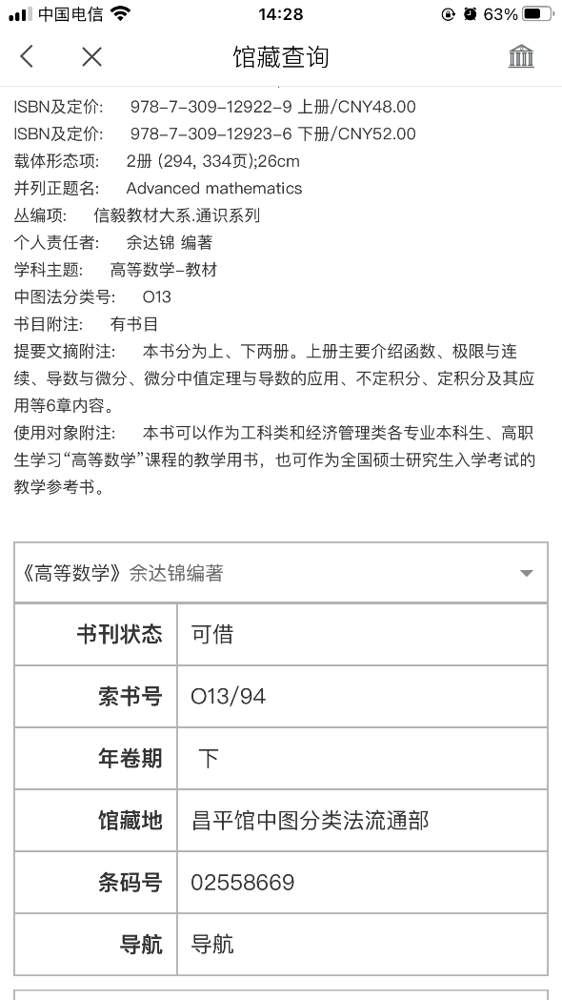 中国电信 14:28 63%
馆藏查询
ISBN及定价: 978-7-309-12922-9 上册/CNY48.00
ISBN及定价: 978-7-309-12923-6 下册/CNY52.00
载体形态项: 2册 (294, 334页);26cm
并列正题名: Advanced mathematics
丛编项: 信毅教材大系.通识系列
个人责任者: 余达锦 编著
学科主题: 高等数学-教材
中图法分类号: O13
书目附注: 有书目
提要文摘附注: 本书分为上、下两册。上册主要介绍函数、极限与连
续、导数与微分、微分中值定理与导数的应用、不定积分、定积分及其应
用等6章内容。
使用对象附注: 本书可以作为工科类和经济管理类各专业本科生、高职
生学习“高等数学”课程的教学用书，也可作为全国硕士研究生入学考试的
教学参考书。
《高等数学》余达锦编著
书刊状态 可借
索书号 O13/94
年卷期 下
馆藏地 昌平馆中图分类法流通部
条码号 02558669
导航 导航